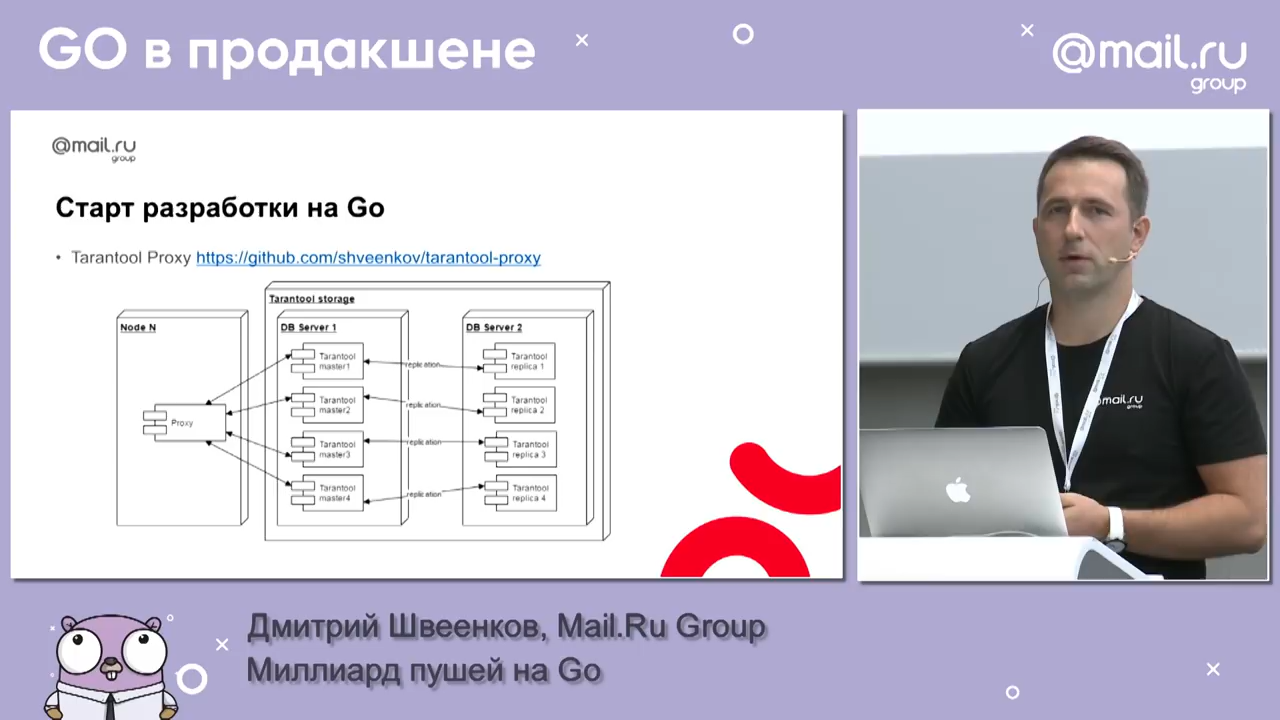 GO в продакшене
@mail.ru
group
@mail.ru
group
Старт разработки на Go
• Tarantool Proxy https://github.com/shveenkov/tarantool-proxy
Tarantool storage
Node N
DB Server 1
DB Server 2
Proxy
Tarantool
master1
replication
Tarantool
replica 1
Tarantool
master2
replication
Tarantool
replica 2
Tarantool
master3
replication
Tarantool
replica 3
Tarantool
master4
replication
Tarantool
replica 4
@mail.ru
group
Дмитрий Швеенков, Mail.Ru Group
Миллиард пушей на Go